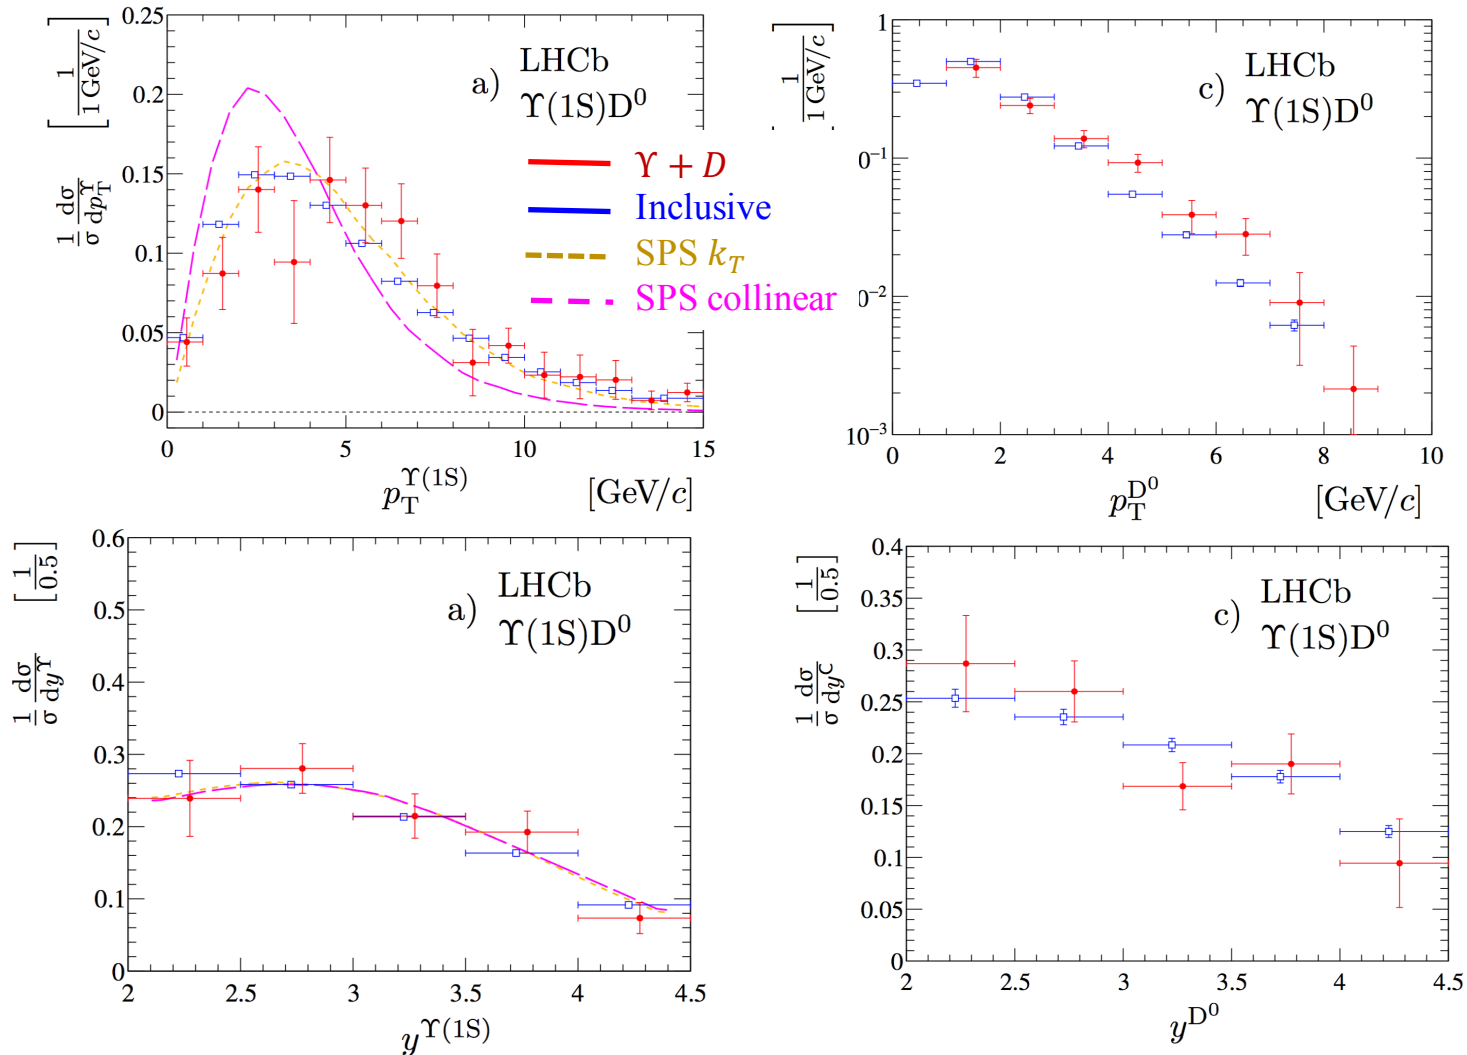 0.25
0.2
0.15
0.1
0.05
0
0 5 10 15
1/σ dσ/dp_T^Υ [1/(1 GeV/c)]
p_T^Υ(1S) [GeV/c]
a) LHCb
Υ(1S)D⁰
Υ + D
Inclusive
SPS k_T
SPS collinear
1
10⁻¹
10⁻²
10⁻³
0 2 4 6 8 10
[1/(1 GeV/c)]
p_T^D⁰ [GeV/c]
c) LHCb
Υ(1S)D⁰
0.6
0.5
0.4
0.3
0.2
0.1
0
2 2.5 3 3.5 4 4.5
1/σ dσ/dy^Υ [1/0.5]
y^Υ(1S)
a) LHCb
Υ(1S)D⁰
0.4
0.35
0.3
0.25
0.2
0.15
0.1
0.05
0
2 2.5 3 3.5 4 4.5
1/σ dσ/dy^C [1/0.5]
y^D⁰
c) LHCb
Υ(1S)D⁰